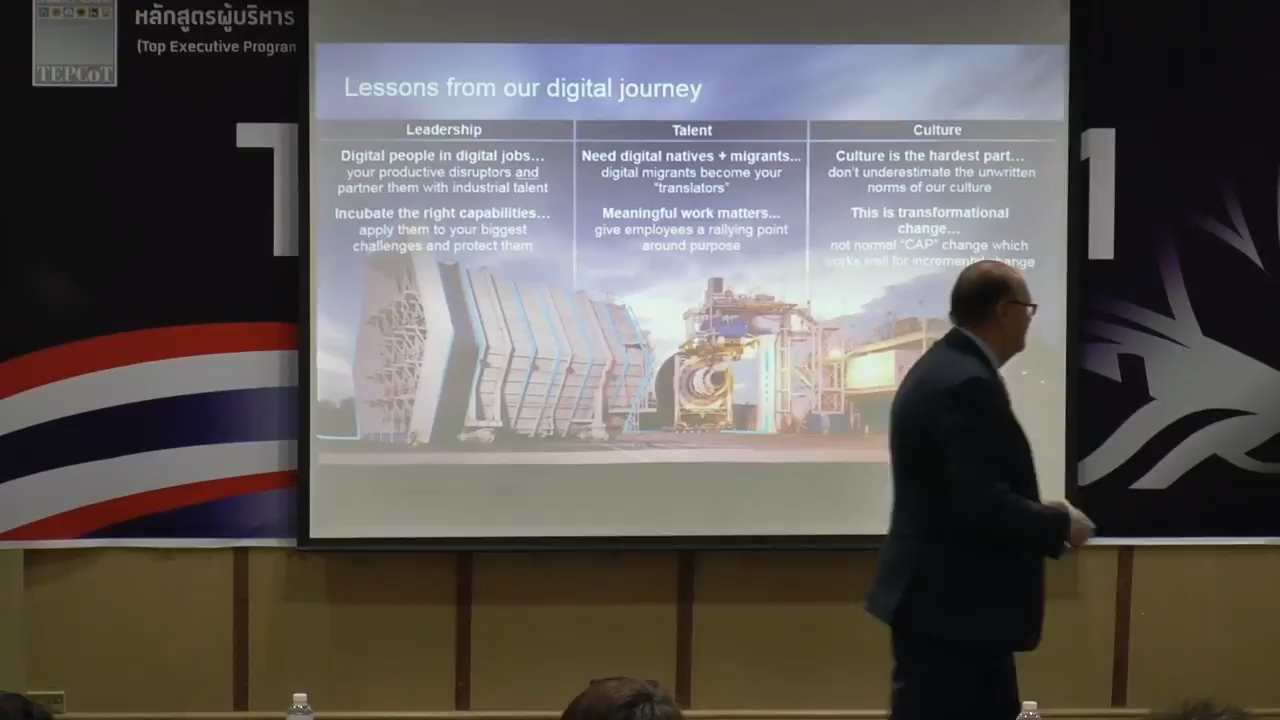 หลักสูตรผู้บริหาร
(Top Executive Program
TEPCoT
T
1
Lessons from our digital journey
Leadership
Digital people in digital jobs…
your productive disruptors and
partner them with industrial talent
Incubate the right capabilities…
apply them to your biggest
challenges and protect them
Talent
Need digital natives + migrants...
digital migrants become your
“translators”
Meaningful work matters...
give employees a rallying point
around purpose
Culture
Culture is the hardest part…
don’t underestimate the unwritten
norms of our culture
This is transformational
change…
not normal “CAP” change which
works well for incremental change